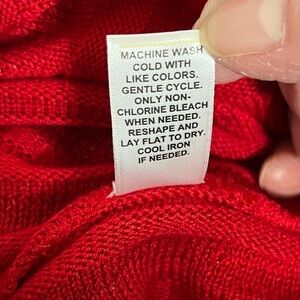 MACHINE WASH
COLD WITH
LIKE COLORS.
GENTLE CYCLE.
ONLY NON-
CHLORINE BLEACH
WHEN NEEDED.
RESHAPE AND
LAY FLAT TO DRY.
COOL IRON
IF NEEDED.